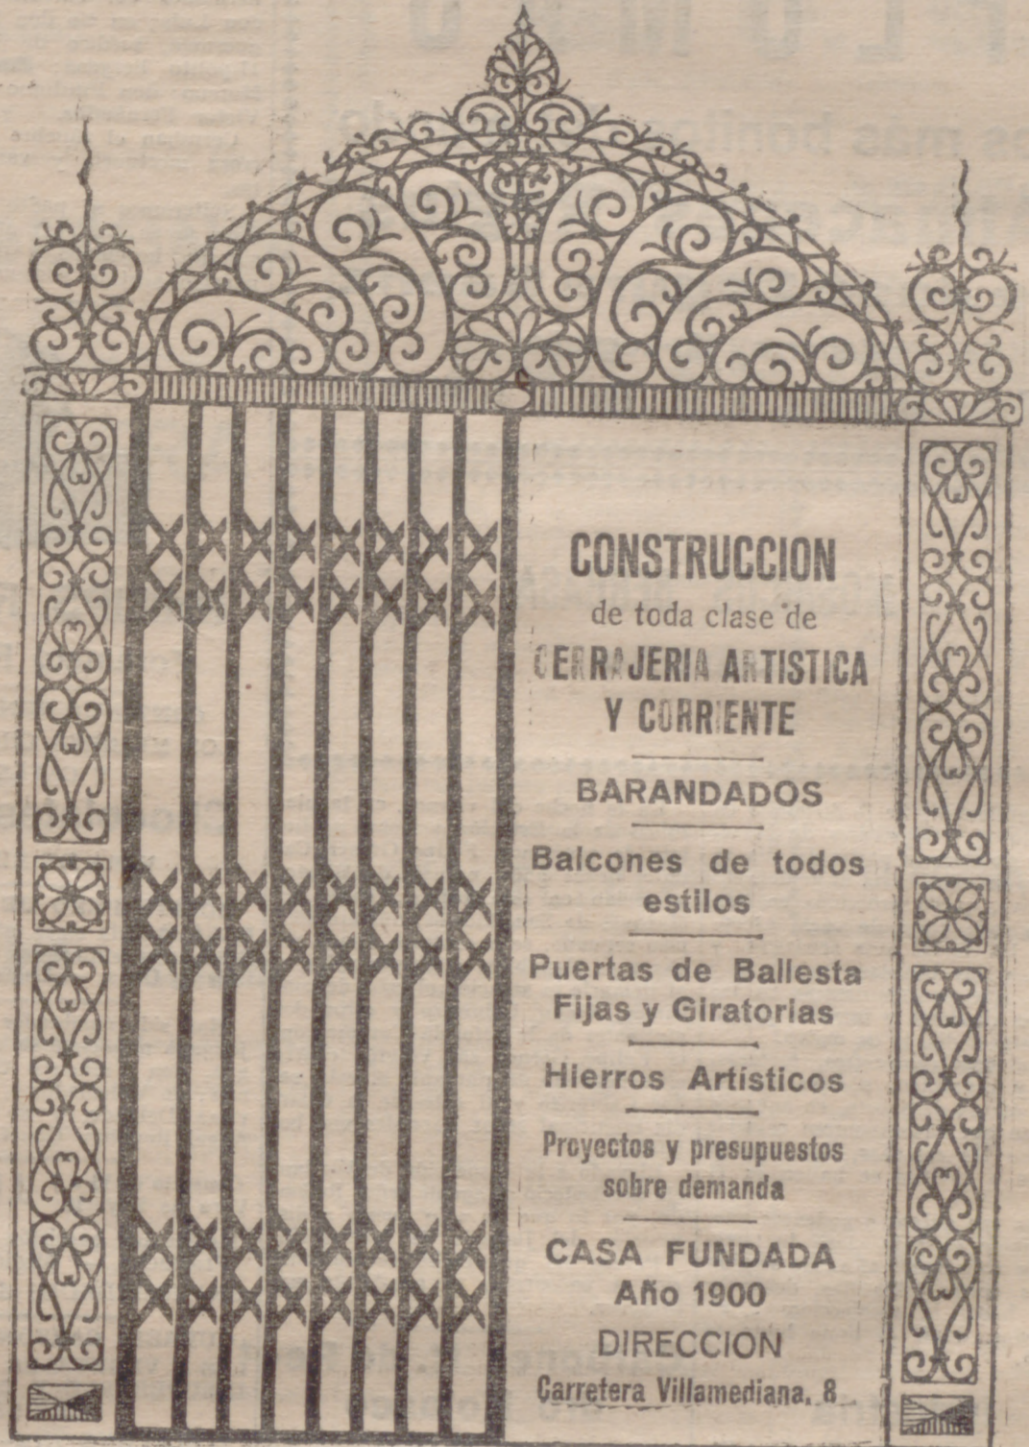 CONSTRUCCION
de toda clase de
CERRAJERIA ARTISTICA
Y CORRIENTE
BARANDADOS
Balcones de todos
estilos
Puertas de Ballesta
Fijas y Giratorias
Hierros Artísticos
Proyectos y presupuestos
sobre demanda
CASA FUNDADA
Año 1900
DIRECCION
Carretera Villamediana, 8